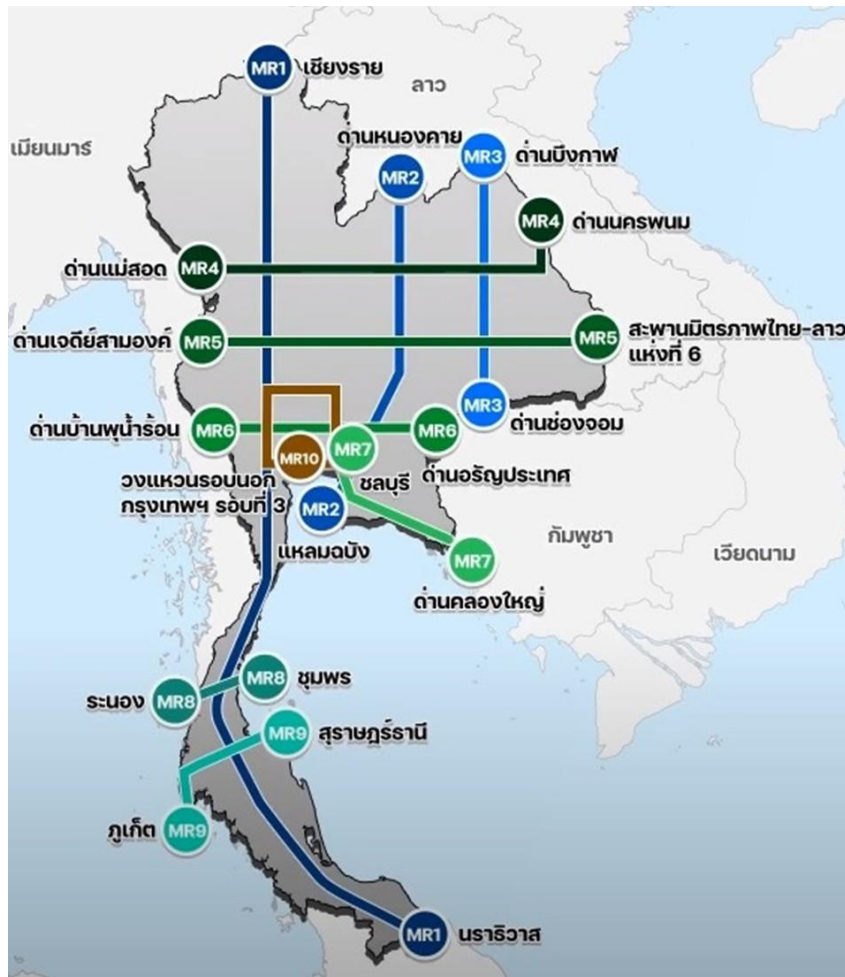 MR1
เชียงราย
ลาว
เมียนมาร์
ด่านหนองคาย
MR2
MR3
ด่านบึงกาฬ
MR4
ด่านนครพนม
ด่านแม่สอด
MR4
ด่านเจดีย์สามองค์
MR5
MR5
สะพานมิตรภาพไทย-ลาว
แห่งที่ 6
MR3
ด่านช่องจอม
ด่านบ้านพุน้ำร้อน
MR6
MR6
ด่านอรัญประเทศ
MR10
วงแหวนรอบนอก
กรุงเทพฯ รอบที่ 3
MR7
ชลบุรี
MR2
แหลมฉบัง
กัมพูชา
เวียดนาม
MR7
ด่านคลองใหญ่
MR8
ชุมพร
ระนอง
MR8
MR9
สุราษฎร์ธานี
ภูเก็ต
MR9
MR1
นราธิวาส